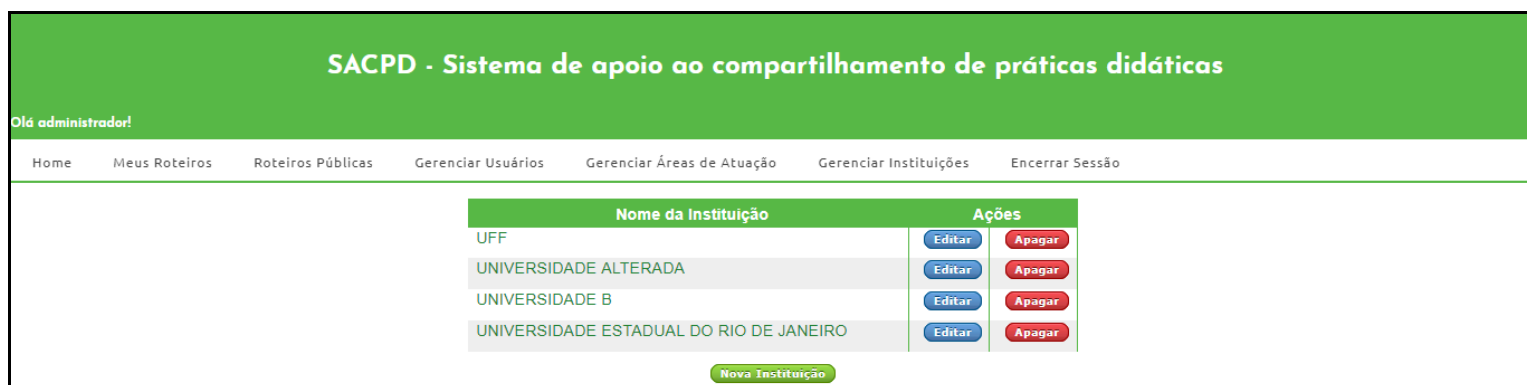 SACPD - Sistema de apoio ao compartilhamento de práticas didáticas
Olá administrador!
Home Meus Roteiros Roteiros Públicas Gerenciar Usuários Gerenciar Áreas de Atuação Gerenciar Instituições Encerrar Sessão
Nome da Instituição Ações
UFF Editar Apagar
UNIVERSIDADE ALTERADA Editar Apagar
UNIVERSIDADE B Editar Apagar
UNIVERSIDADE ESTADUAL DO RIO DE JANEIRO Editar Apagar
Nova Instituição